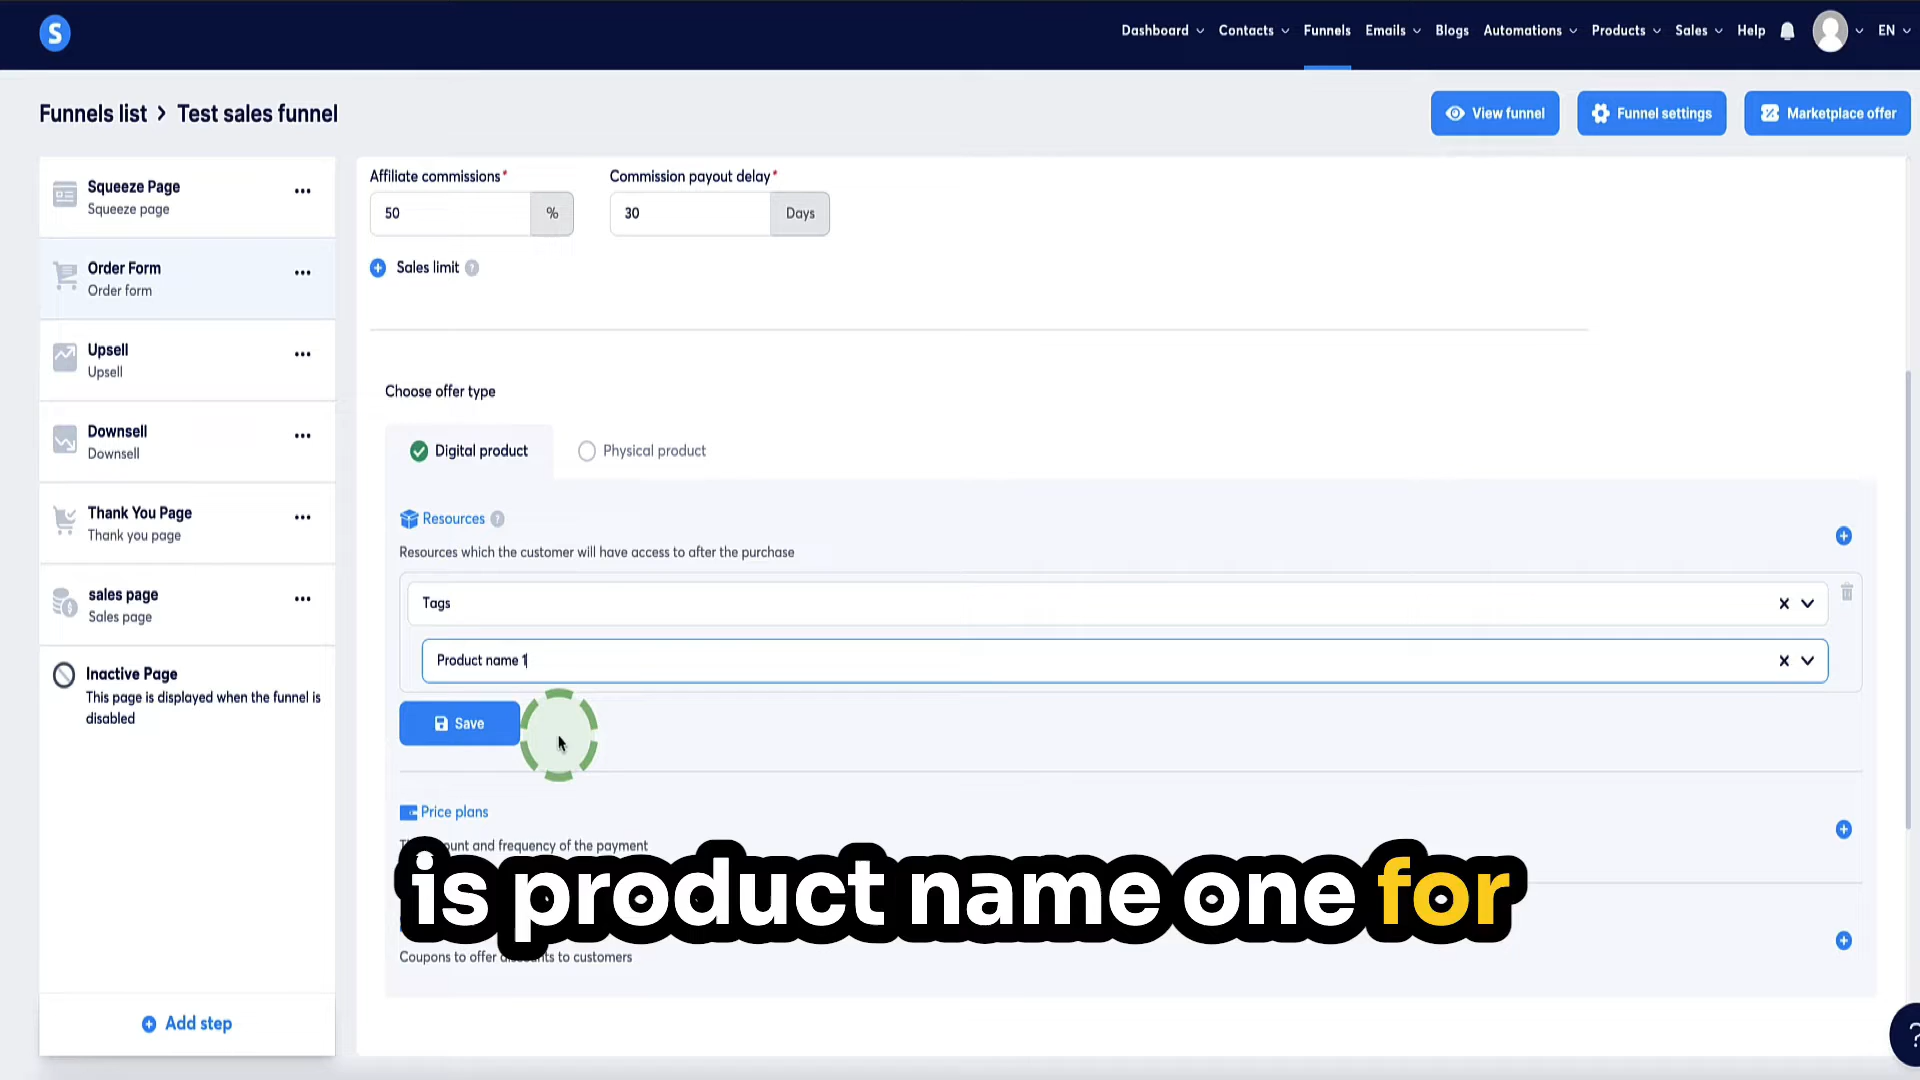 S
Dashboard
Contacts
Funnels
Emails
Blogs
Automations
Products
Sales
Help
EN
Funnels list > Test sales funnel
View funnel
Funnel settings
Marketplace offer
Squeeze Page
Squeeze page
Order Form
Order form
Upsell
Upsell
Downsell
Downsell
Thank You Page
Thank you page
sales page
Sales page
Inactive Page
This page is displayed when the funnel is
disabled
Add step
Affiliate commissions*
50 %
Commission payout delay*
30 Days
Sales limit ?
Choose offer type
Digital product
Physical product
Resources ?
Resources which the customer will have access to after the purchase
Tags
Product name 1
Save
Price plans
and frequency of the payment
is product name one for
Coupons to offer discounts to customers
?